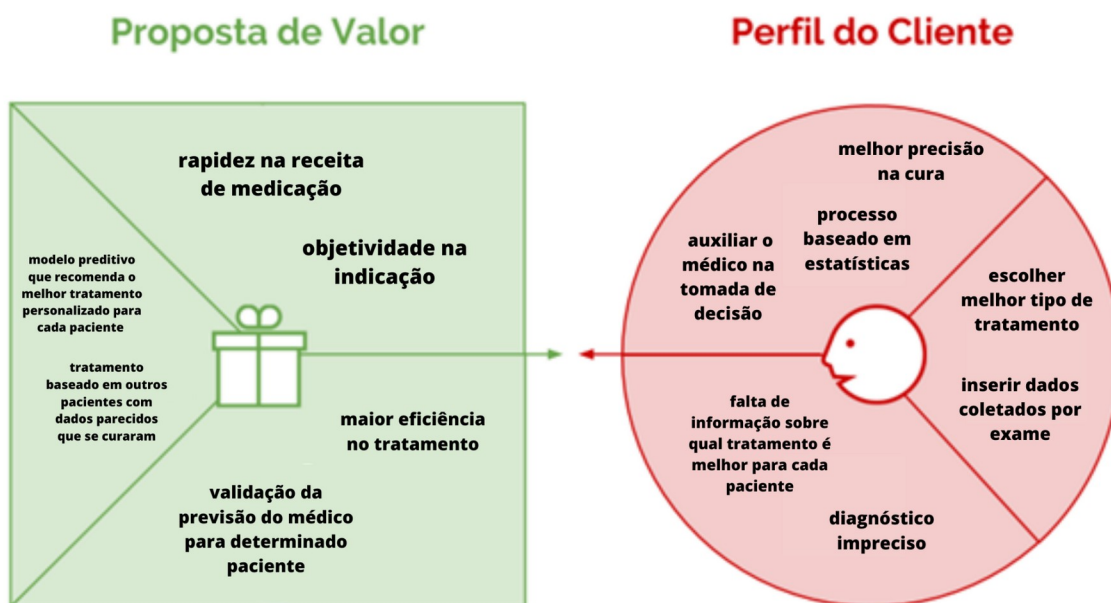 Proposta de Valor
rapidez na receita
de medicação
objetividade na
indicação
modelo preditivo
que recomenda o
melhor tratamento
personalizado para
cada paciente
tratamento
baseado em outros
pacientes com
dados parecidos
que se curaram
maior eficiência
no tratamento
validação da
previsão do médico
para determinado
paciente
Perfil do Cliente
melhor precisão
na cura
processo
baseado em
estatísticas
auxiliar o
médico na
tomada de
decisão
escolher
melhor tipo de
tratamento
inserir dados
coletados por
exame
falta de
informação sobre
qual tratamento é
melhor para cada
paciente
diagnóstico
impreciso